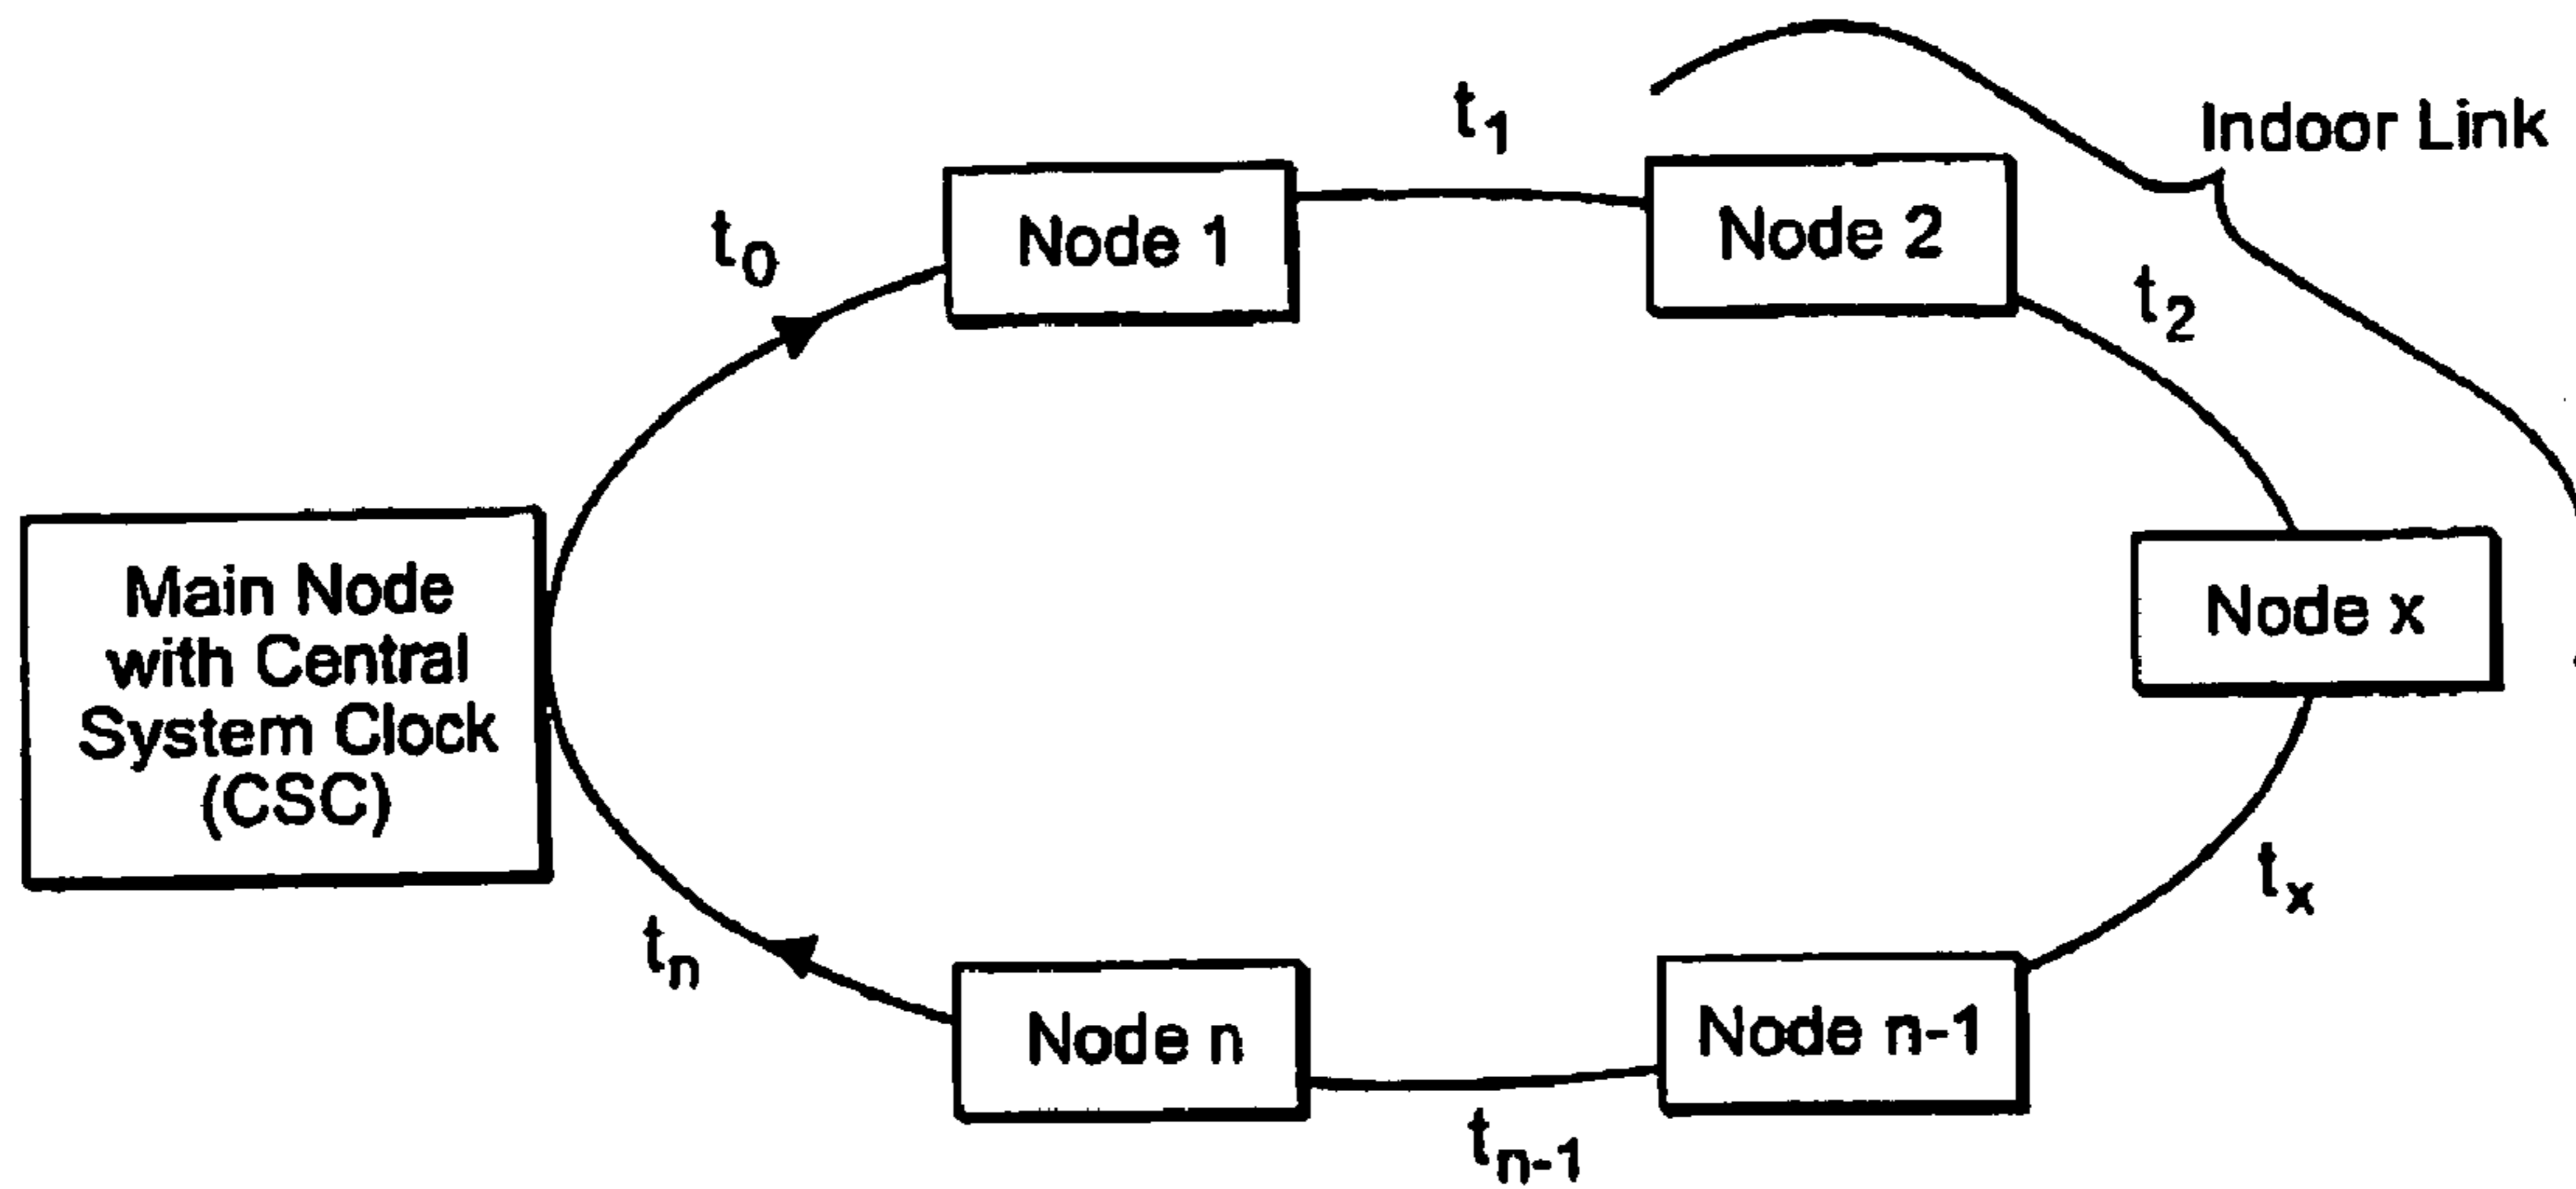 t1
Indoor Link
t0
Node 1
Node 2
t2
Main Node
with Central
System Clock
(CSC)
Node x
tx
tn
Node n
Node n-1
tn-1